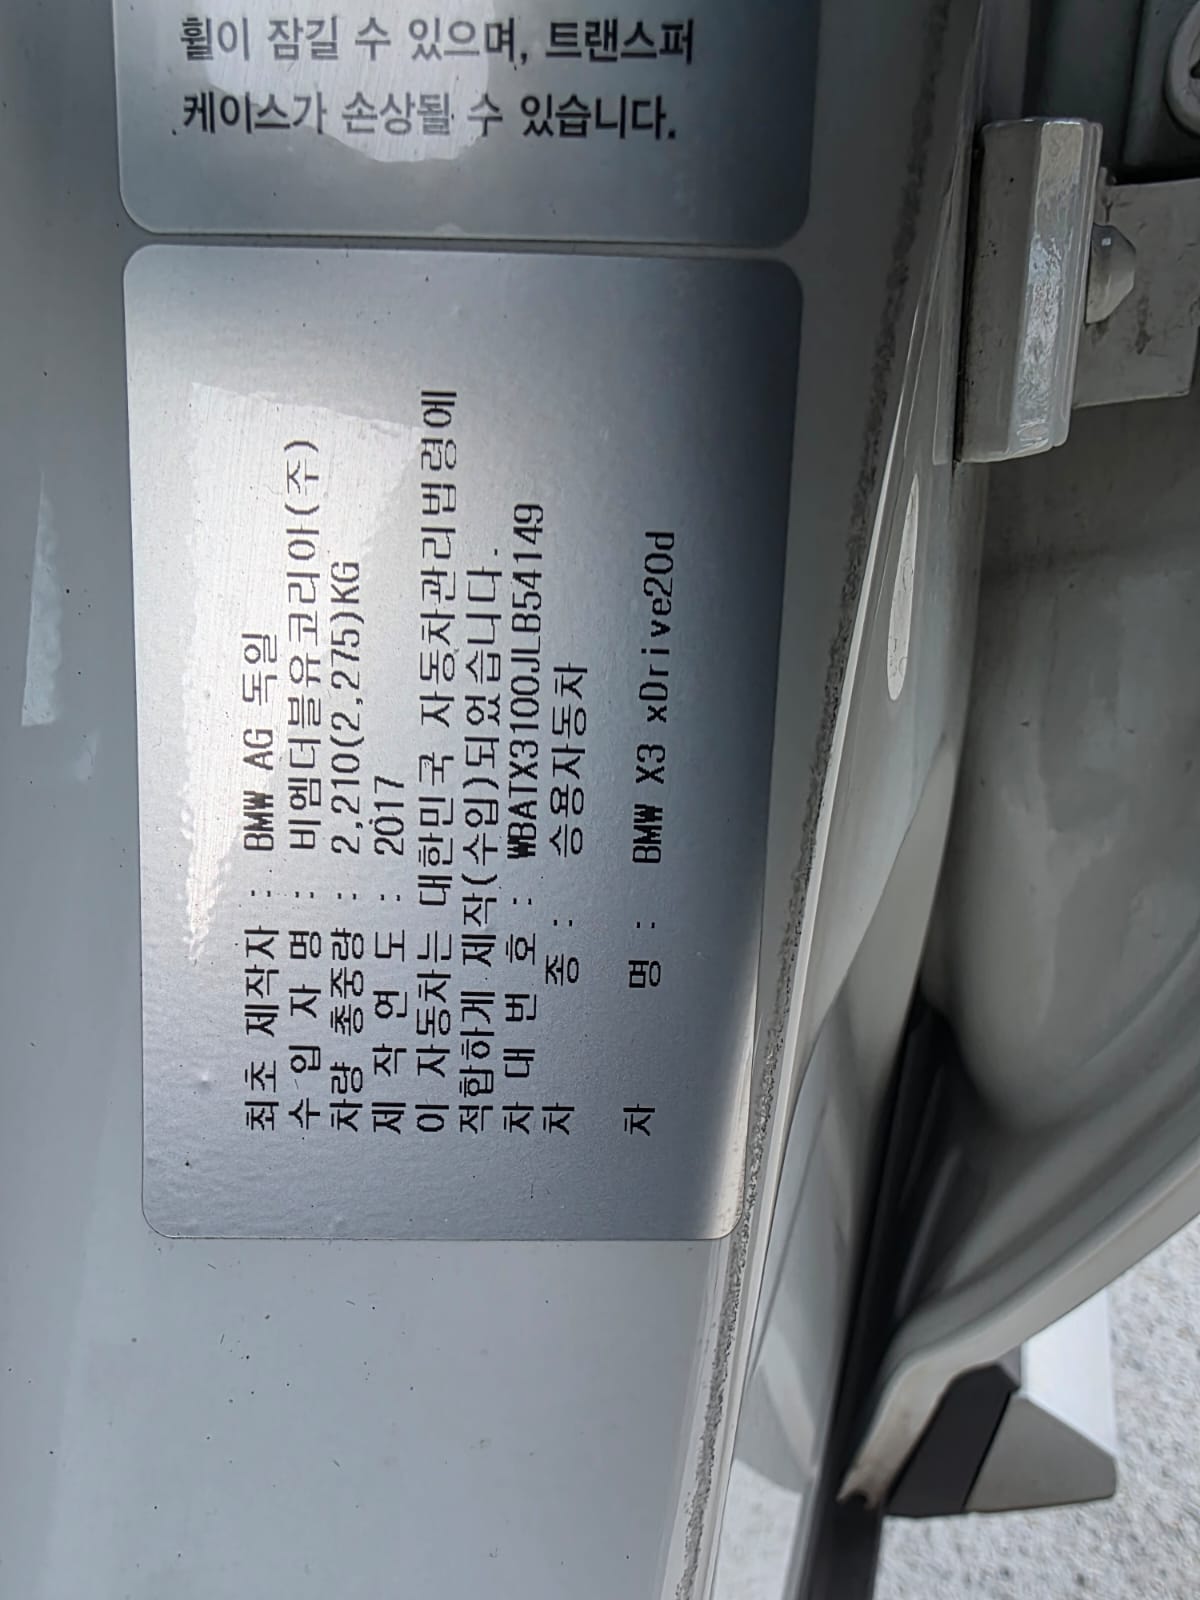 휠이 잠길 수 있으며, 트랜스퍼
케이스가 손상될 수 있습니다.
최초 제작자 : BMW AG 독일
수 입 자 명 : 비엠더블유코리아(주)
차량 총중량 : 2,210(2,275)KG
제 작 연 도 : 2017
이 자동차는 대한민국 자동차관리법령에
적합하게 제작(수입)되었습니다.
차 대 번 호 : WBATX3100JLB54149
차 종 : 승용자동차
차 명 : BMW X3 xDrive20d